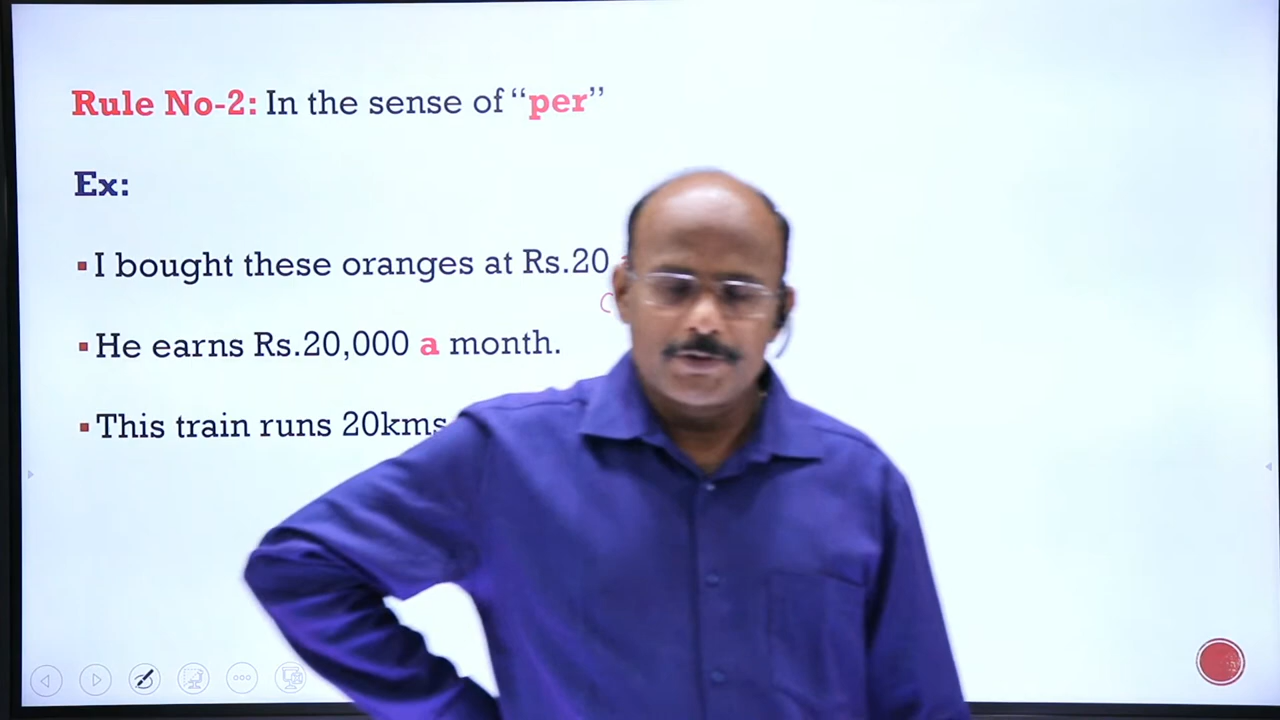 Rule No-2: In the sense of “per”
Ex:
▪I bought these oranges at Rs.20
▪He earns Rs.20,000 a month.
▪This train runs 20kms